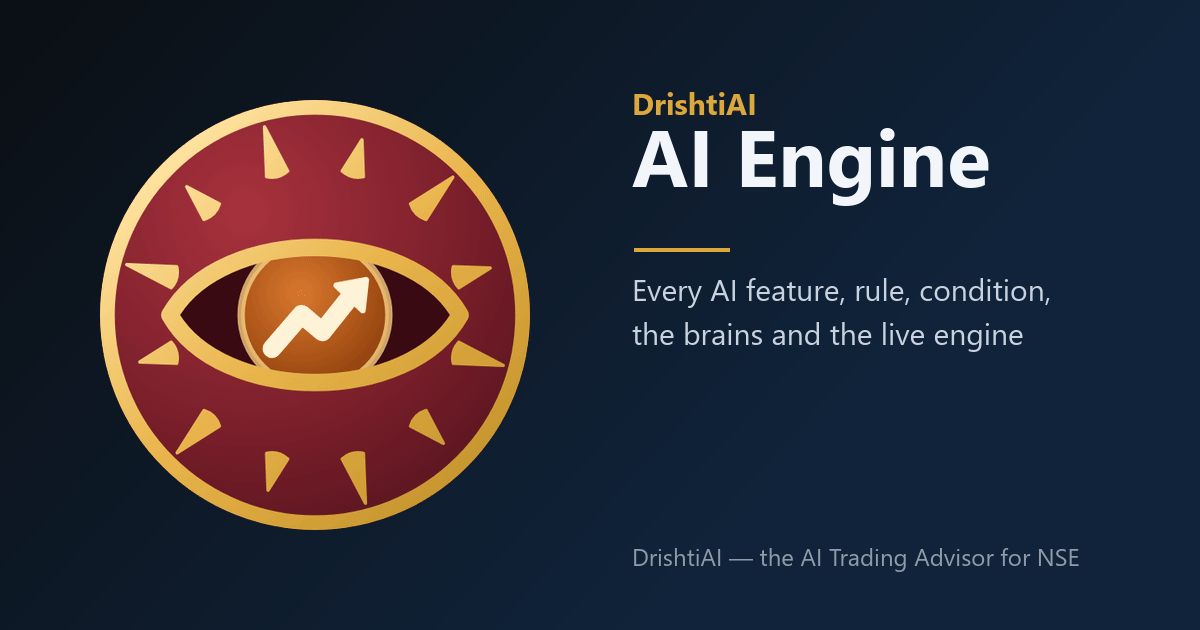 DrishtiAI
AI Engine
Every AI feature, rule, condition,
the brains and the live engine
DrishtiAI — the AI Trading Advisor for NSE